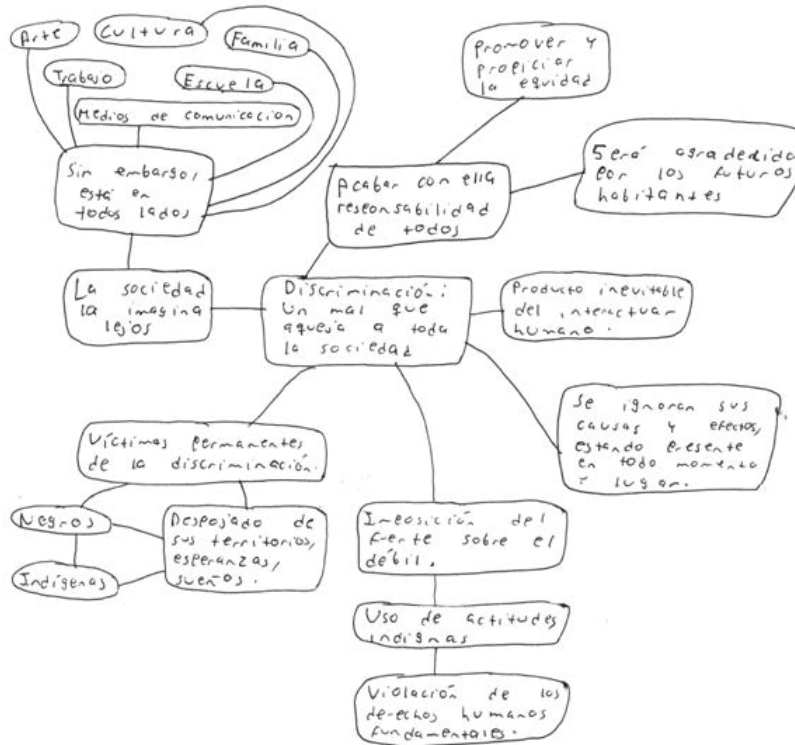 Arte
Cultura
Familia
Trabajo
Escuela
Medios de comunicación
Sin embargo,
está en
todos lados
Promover y
propiciar
la equidad
Acabar con ella
responsabilidad
de todos
Será agradedido
por los futuros
habitantes
La sociedad
la imagina
lejos
Discriminación:
Un mal que
aqueja a toda
la sociedad
Producto inevitable
del interactuar
humano.
Se ignoran sus
causas y efectos,
estando presente
en todo momento
y lugar.
Víctimas permanentes
de la discriminación.
Negros
Indígenas
Despojado de
sus territorios,
esperanzas,
sueños.
Imposición del
fuerte sobre el
débil.
Uso de actitudes
indignas
Violación de los
derechos humanos
fundamentales.